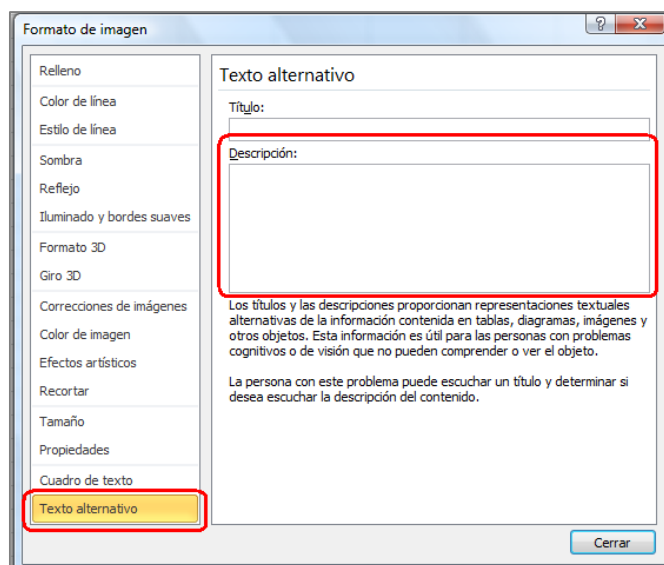 Formato de imagen
Relleno
Color de línea
Estilo de línea
Sombra
Reflejo
Iluminado y bordes suaves
Formato 3D
Giro 3D
Correcciones de imágenes
Color de imagen
Efectos artísticos
Recortar
Tamaño
Propiedades
Cuadro de texto
Texto alternativo
Texto alternativo
Título:
Descripción:
Los títulos y las descripciones proporcionan representaciones textuales
alternativas de la información contenida en tablas, diagramas, imágenes y
otros objetos. Esta información es útil para las personas con problemas
cognitivos o de visión que no pueden comprender o ver el objeto.
La persona con este problema puede escuchar un título y determinar si
desea escuchar la descripción del contenido.
Cerrar